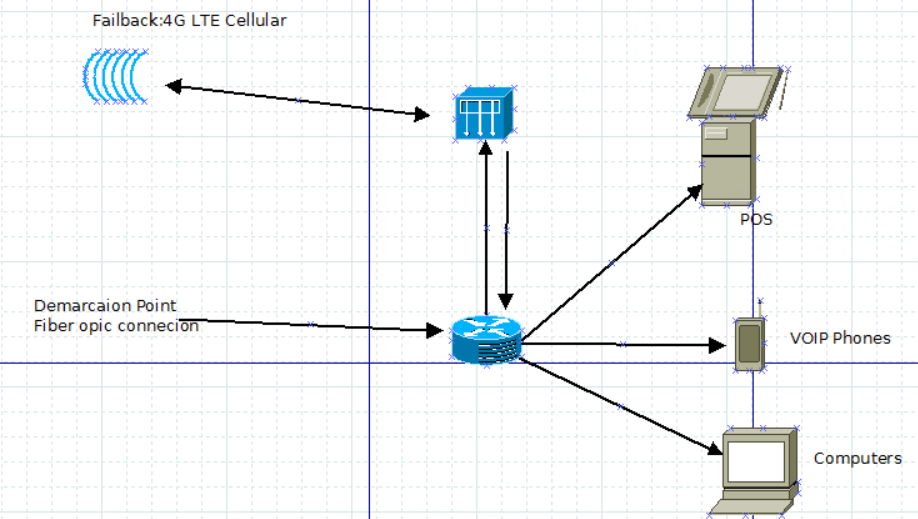 Failback:4G LTE Cellular
POS
Demarcaion Point
Fiber opic connecion
VOIP Phones
Computers